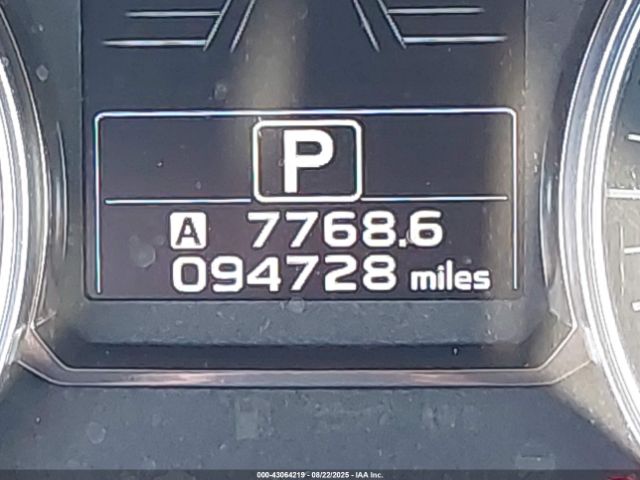 P
A 7768.6
094728 miles
000-43064219 - 08/22/2025 - IAA Inc.